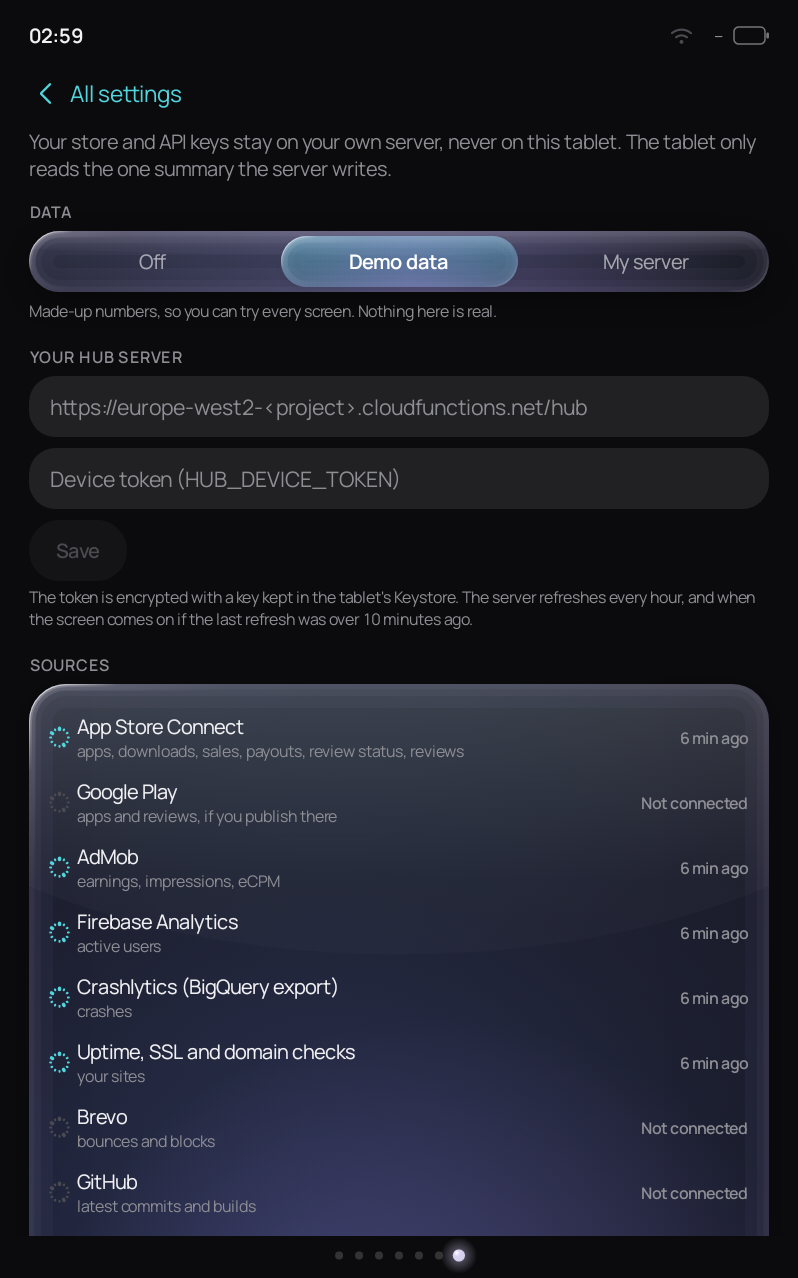 02:59
–
All settings
Your store and API keys stay on your own server, never on this tablet. The tablet only
reads the one summary the server writes.
DATA
Off
Demo data
My server
Made-up numbers, so you can try every screen. Nothing here is real.
YOUR HUB SERVER
https://europe-west2-<project>.cloudfunctions.net/hub
Device token (HUB_DEVICE_TOKEN)
Save
The token is encrypted with a key kept in the tablet's Keystore. The server refreshes every hour, and when
the screen comes on if the last refresh was over 10 minutes ago.
SOURCES
App Store Connect
apps, downloads, sales, payouts, review status, reviews
6 min ago
Google Play
apps and reviews, if you publish there
Not connected
AdMob
earnings, impressions, eCPM
6 min ago
Firebase Analytics
active users
6 min ago
Crashlytics (BigQuery export)
crashes
6 min ago
Uptime, SSL and domain checks
your sites
6 min ago
Brevo
bounces and blocks
Not connected
GitHub
latest commits and builds
Not connected